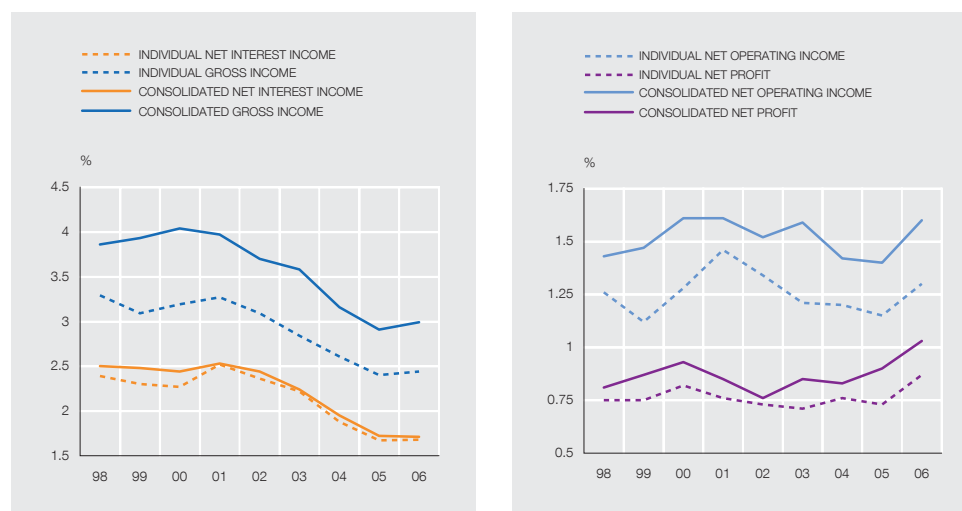 INDIVIDUAL NET INTEREST INCOME
INDIVIDUAL GROSS INCOME
CONSOLIDATED NET INTEREST INCOME
CONSOLIDATED GROSS INCOME
%
4.5
4
3.5
3
2.5
2
1.5
98 99 00 01 02 03 04 05 06
INDIVIDUAL NET OPERATING INCOME
INDIVIDUAL NET PROFIT
CONSOLIDATED NET OPERATING INCOME
CONSOLIDATED NET PROFIT
%
1.75
1.5
1.25
1
0.75
0.5
98 99 00 01 02 03 04 05 06